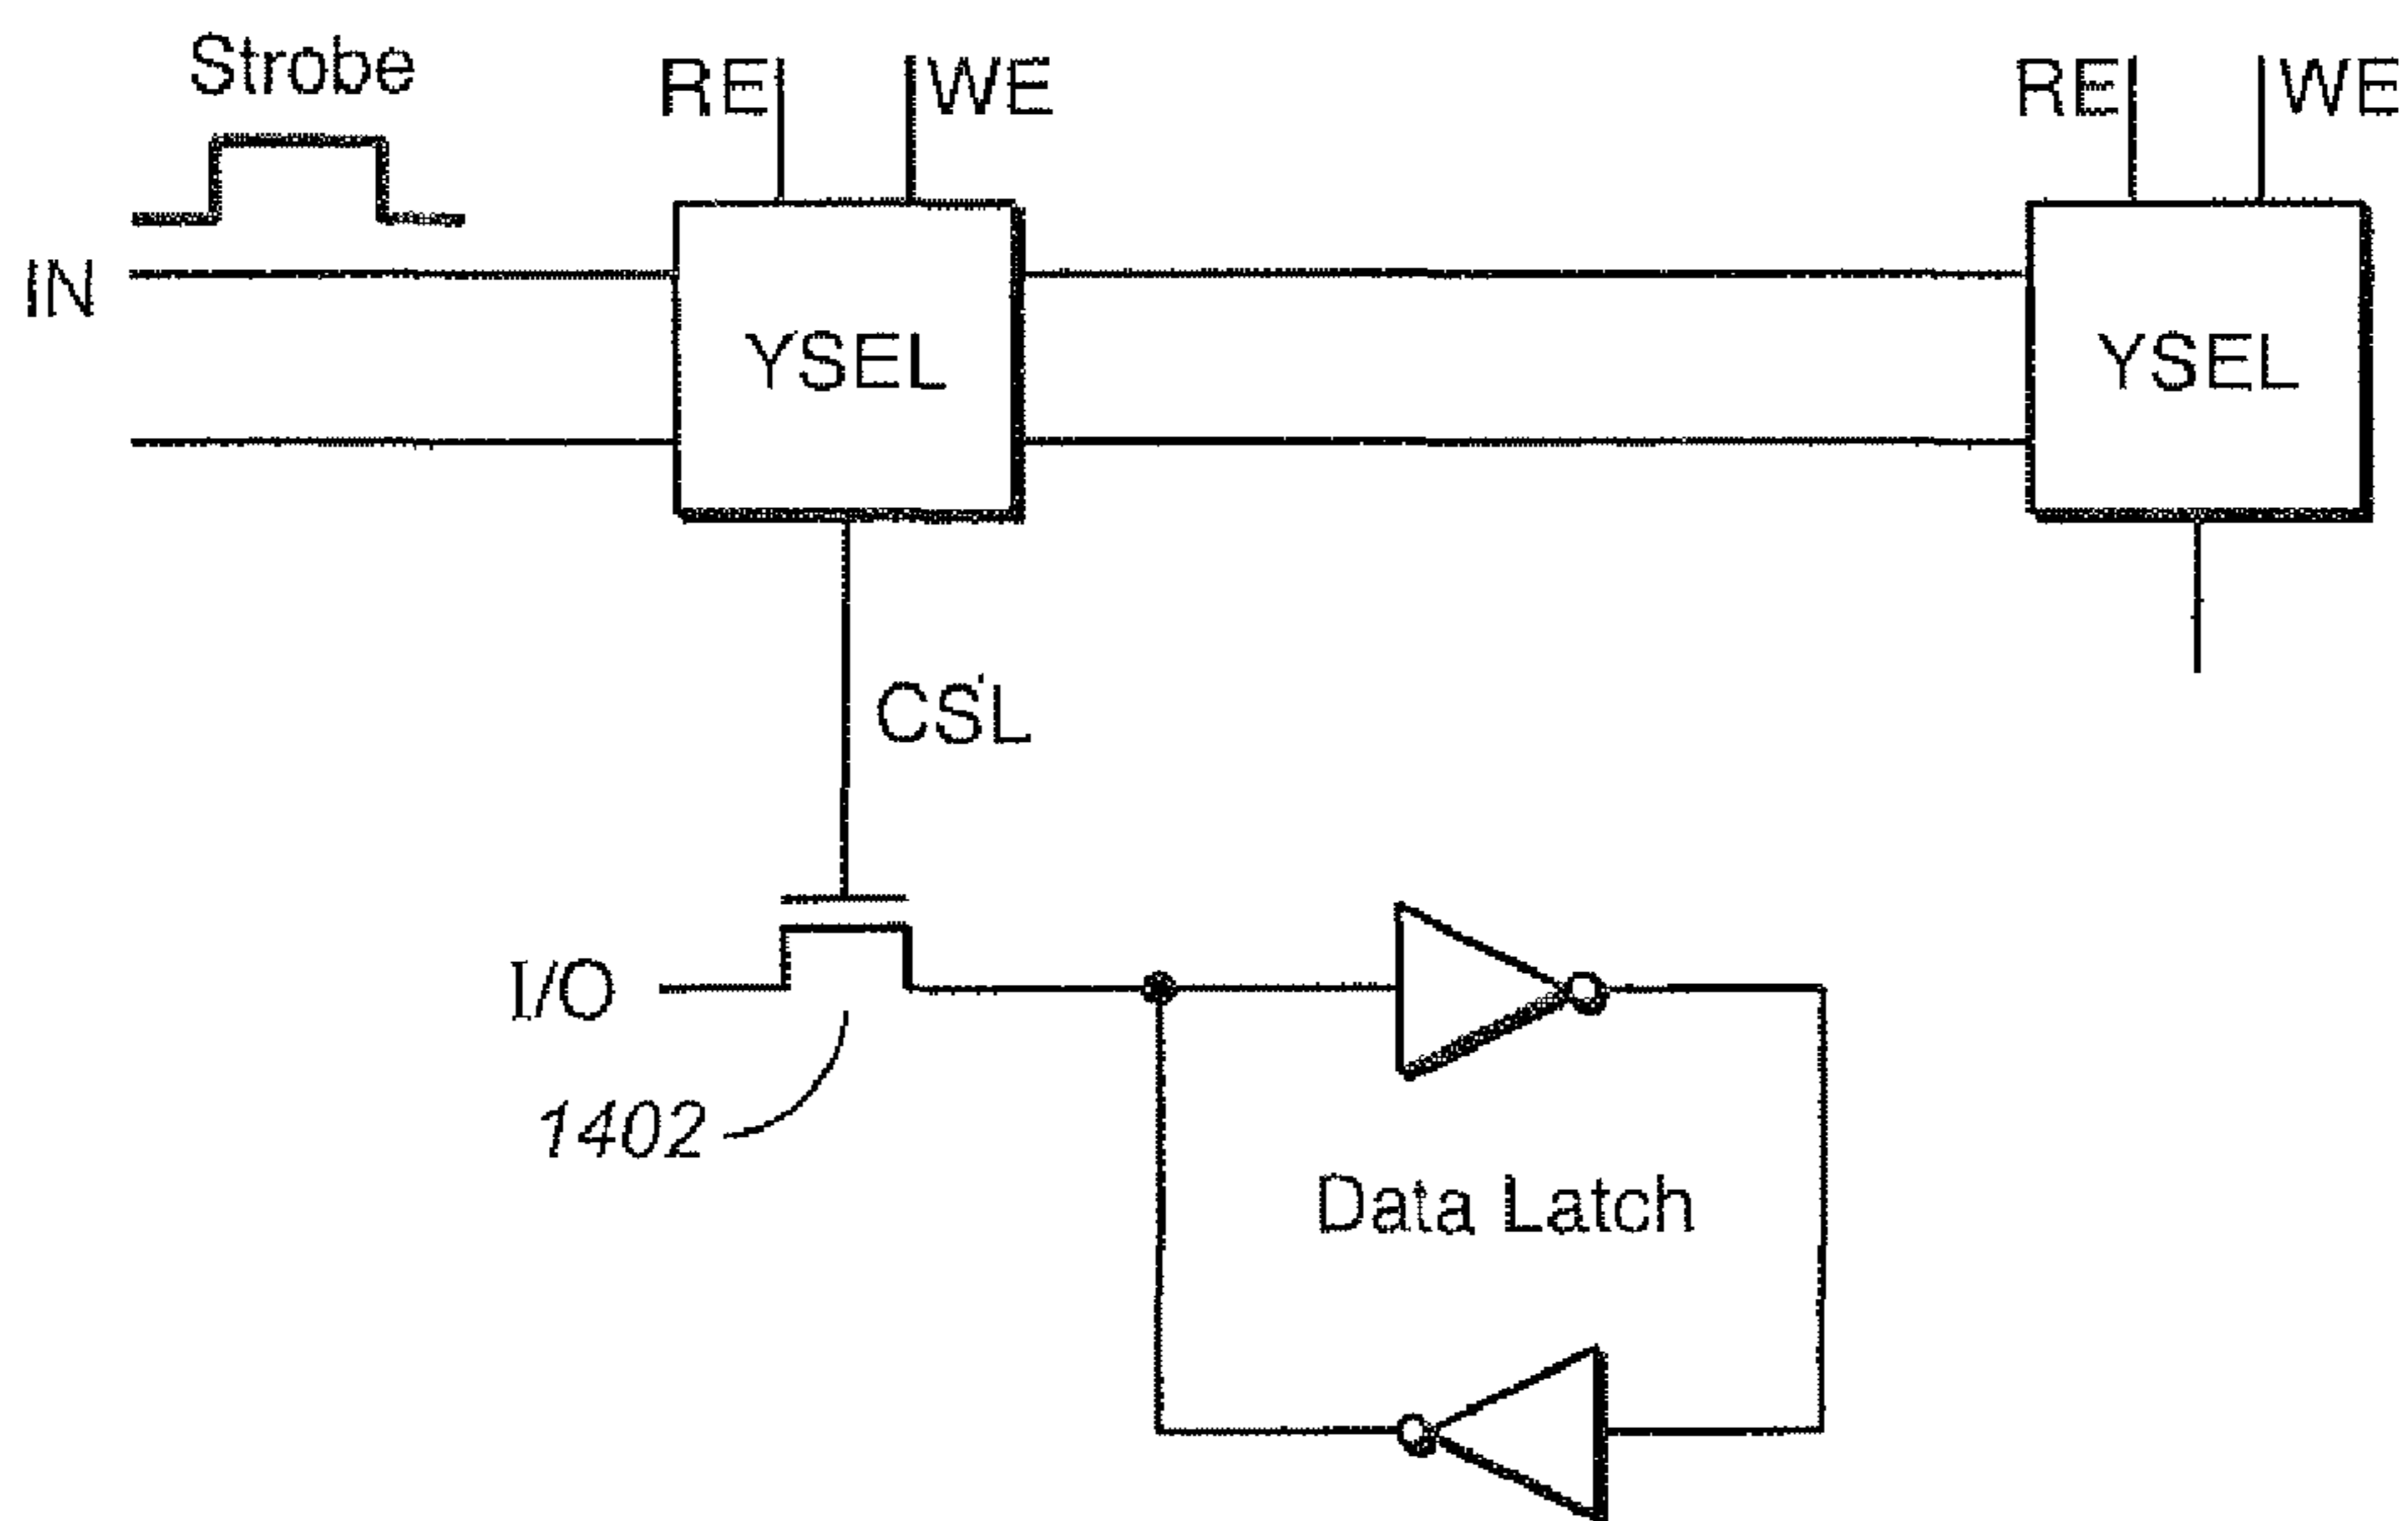 Strobe
RE
WE
RE
WE
IN
YSEL
YSEL
CSL
I/O
1402
Data Latch